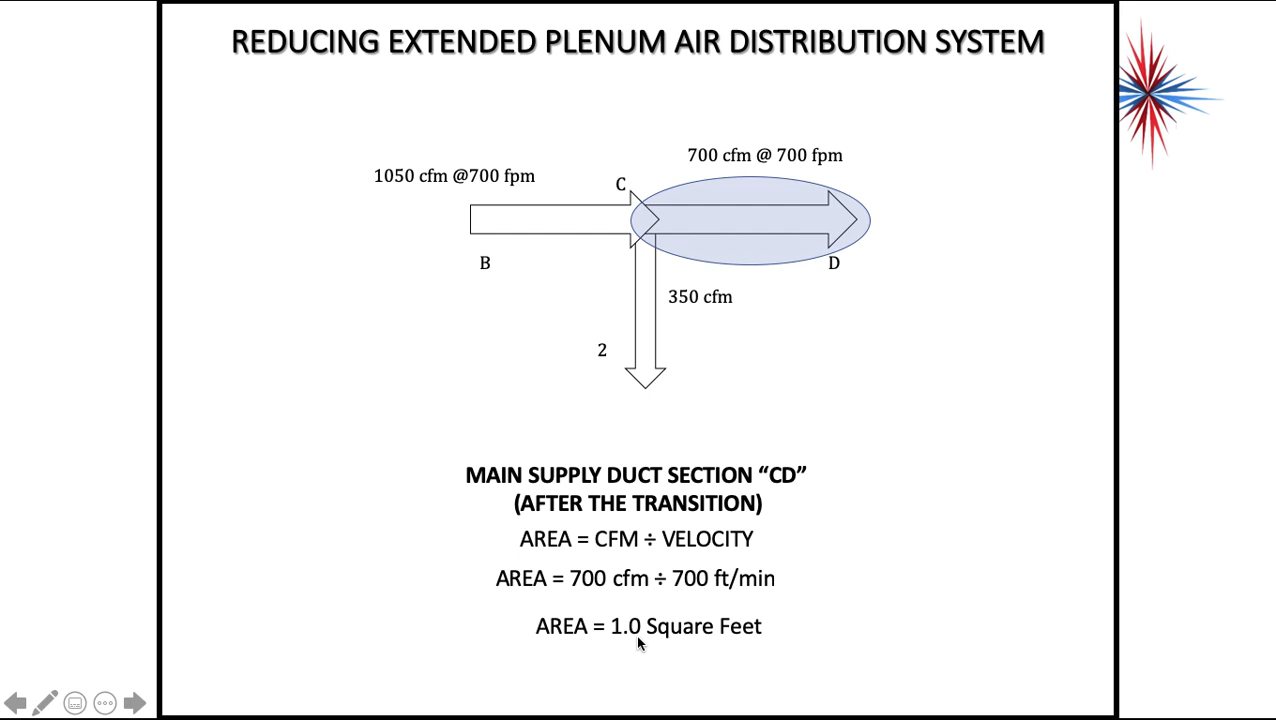 REDUCING EXTENDED PLENUM AIR DISTRIBUTION SYSTEM
700 cfm @ 700 fpm
1050 cfm @700 fpm
C
B
D
350 cfm
2
MAIN SUPPLY DUCT SECTION “CD”
(AFTER THE TRANSITION)
AREA = CFM ÷ VELOCITY
AREA = 700 cfm ÷ 700 ft/min
AREA = 1.0 Square Feet